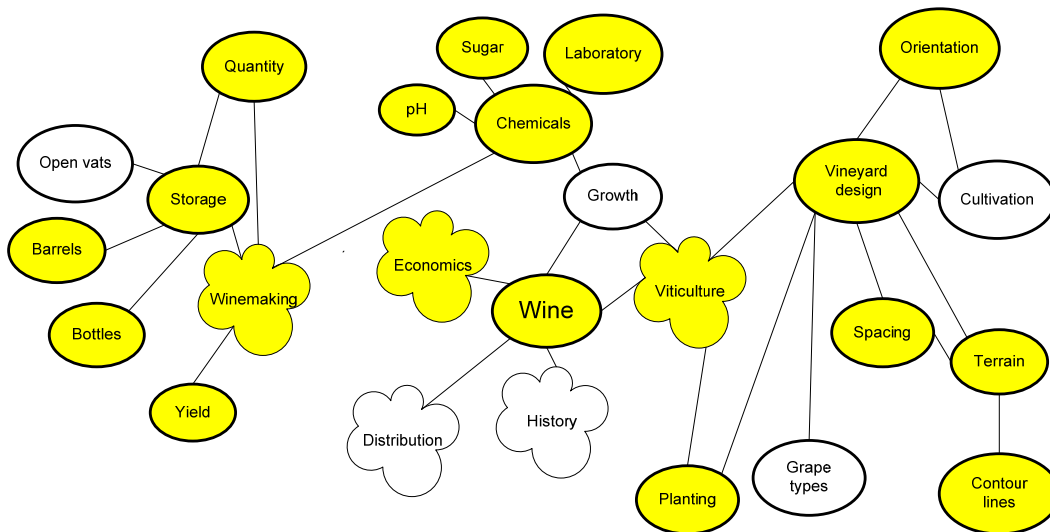 Sugar
Laboratory
Orientation
Quantity
pH
Chemicals
Open vats
Vineyard
design
Storage
Growth
Cultivation
Barrels
Economics
Winemaking
Viticulture
Wine
Bottles
Spacing
Terrain
Yield
History
Distribution
Grape
types
Planting
Contour
lines